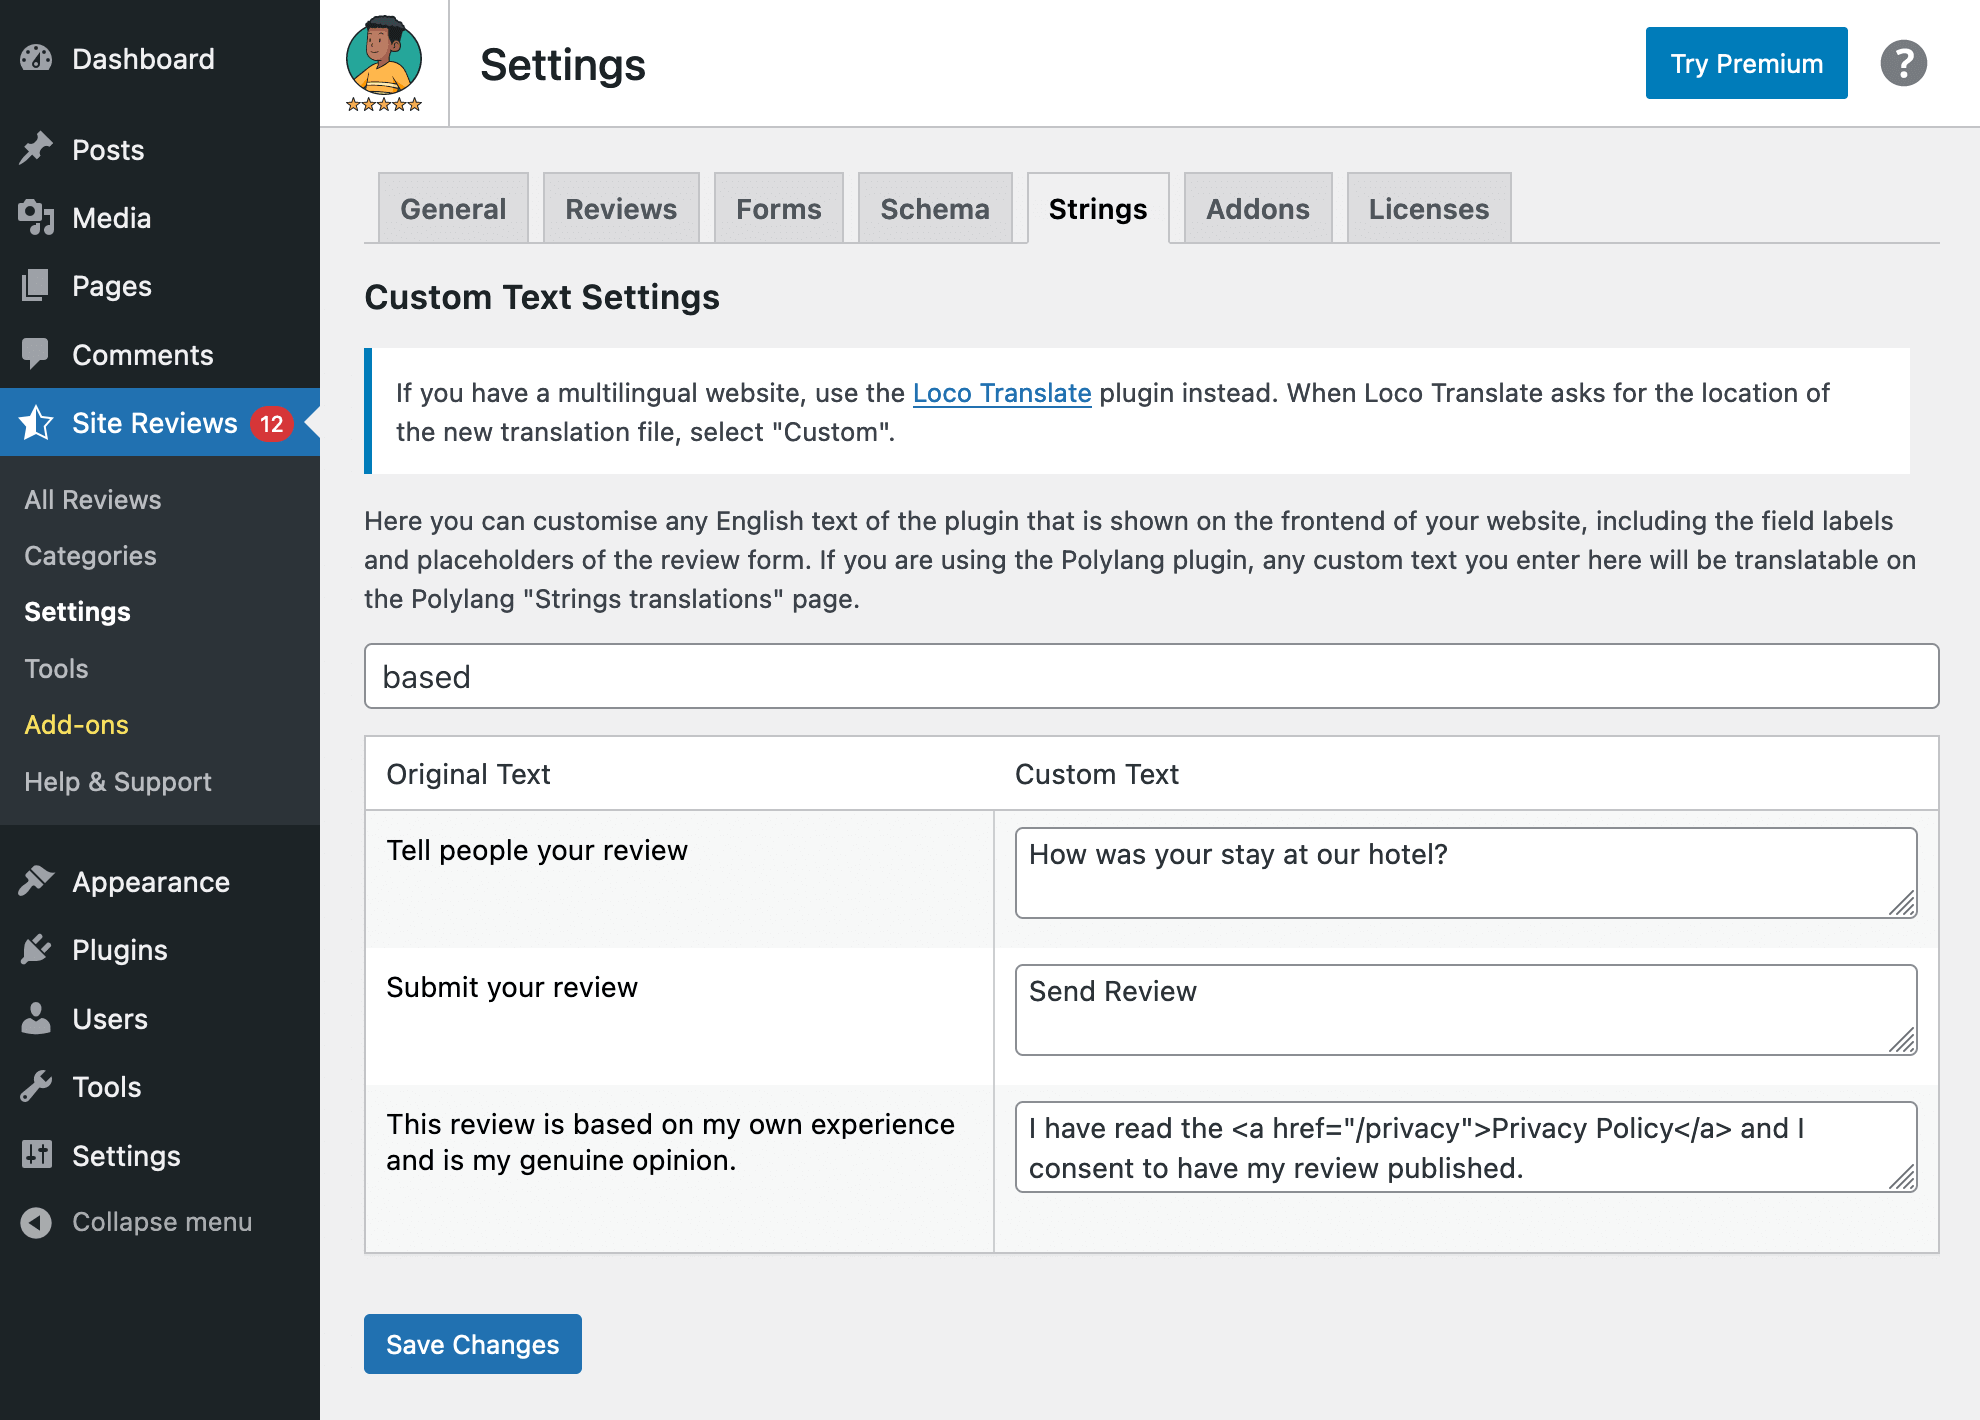 Dashboard
Posts
Media
Pages
Comments
Site Reviews 12
All Reviews
Categories
Settings
Tools
Add-ons
Help & Support
Appearance
Plugins
Users
Tools
Settings
Collapse menu
Settings
Try Premium
?
General
Reviews
Forms
Schema
Strings
Addons
Licenses
Custom Text Settings
If you have a multilingual website, use the Loco Translate plugin instead. When Loco Translate asks for the location of
the new translation file, select "Custom".
Here you can customise any English text of the plugin that is shown on the frontend of your website, including the field labels
and placeholders of the review form. If you are using the Polylang plugin, any custom text you enter here will be translatable on
the Polylang "Strings translations" page.
based
Original Text
Custom Text
Tell people your review
How was your stay at our hotel?
Submit your review
Send Review
This review is based on my own experience
and is my genuine opinion.
I have read the <a href="/privacy">Privacy Policy</a> and I
consent to have my review published.
Save Changes